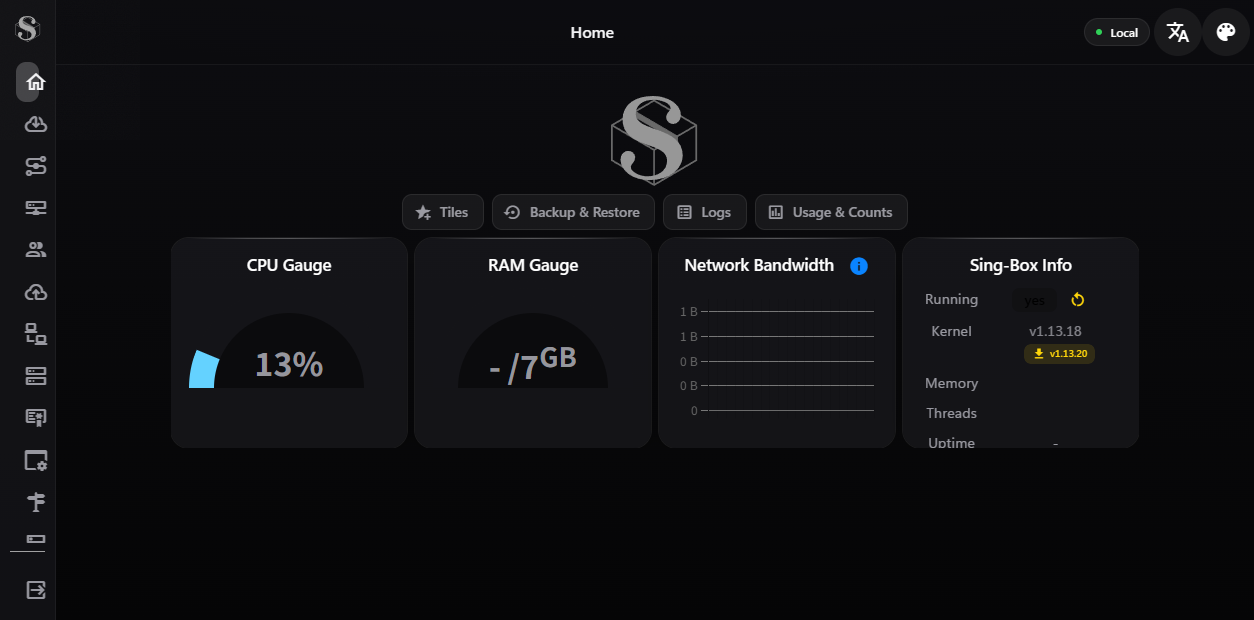 Home
Local
Tiles
Backup & Restore
Logs
Usage & Counts
CPU Gauge
13%
RAM Gauge
- /7GB
Network Bandwidth
1 B
1 B
0 B
0 B
0
Sing-Box Info
Running yes
Kernel v1.13.18
v1.13.20
Memory
Threads
Uptime -